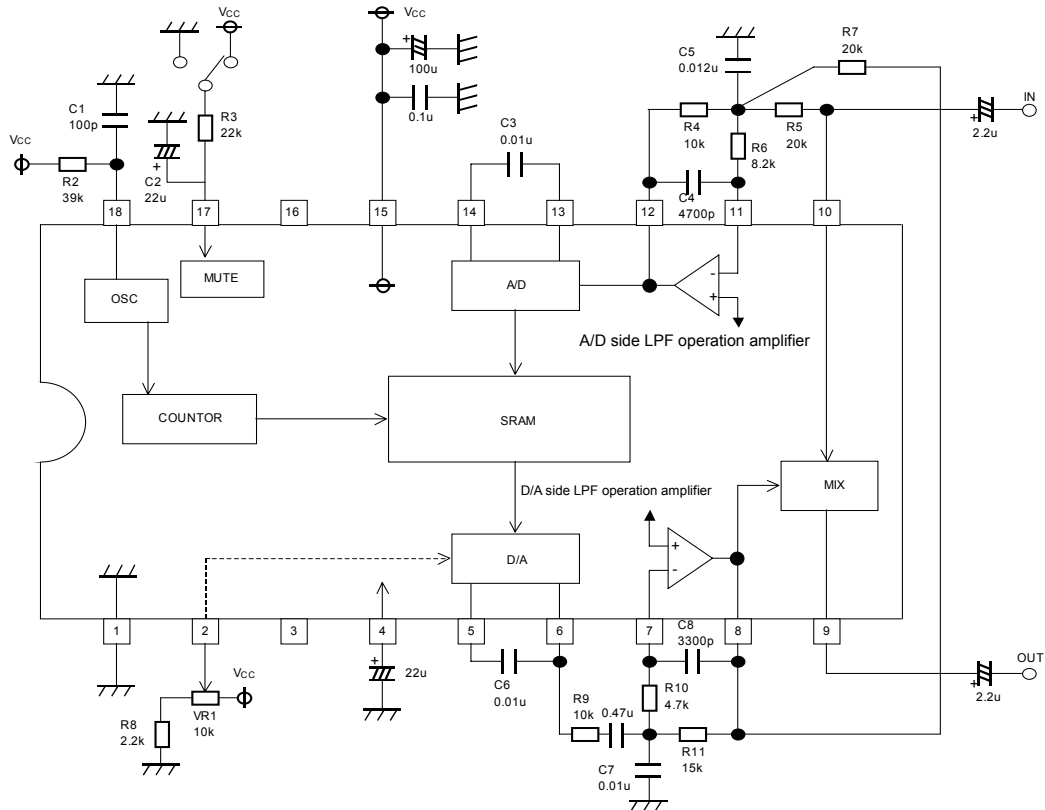 VCC
VCC
C1
100p
VCC
R2
39k
C2
22u
R3
22k
100u
0.1u
C3
0.01u
C5
0.012u
R7
20k
R4
10k
R5
20k
R6
8.2k
C4
4700p
IN
2.2u
18
17
16
15
14
13
12
11
10
OSC
MUTE
A/D
A/D side LPF operation amplifier
COUNTOR
SRAM
D/A side LPF operation amplifier
MIX
D/A
1
2
3
4
5
6
7
8
9
C8
3300p
VCC
R8
2.2k
VR1
10k
22u
C6
0.01u
R9
10k
0.47u
R10
4.7k
R11
15k
C7
0.01u
OUT
2.2u